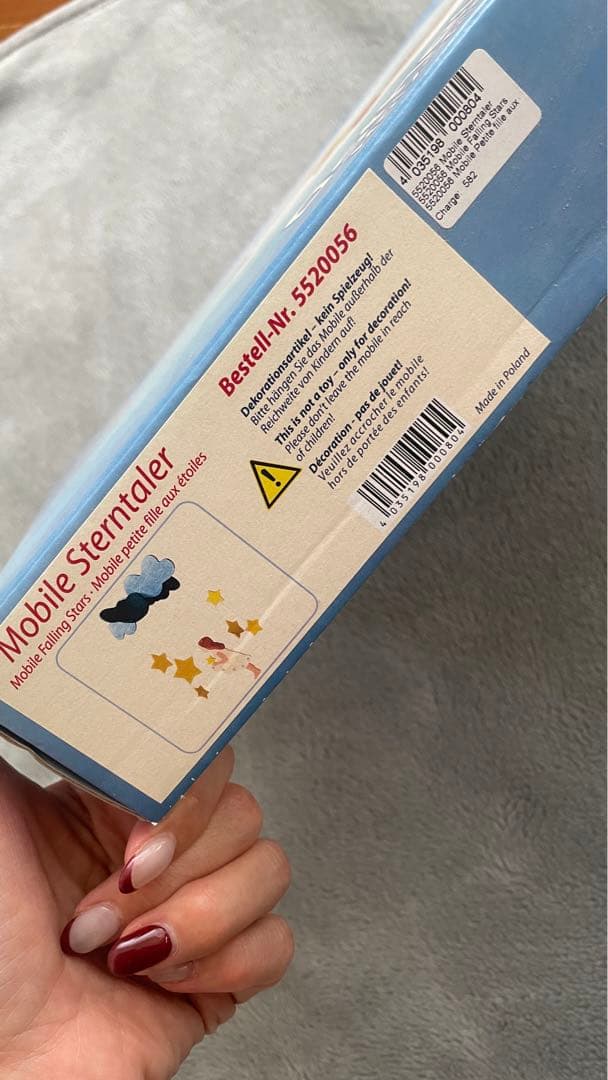 4 035198 000804
5520056 Mobile Sterntaler
5520056 Mobile Falling Stars
5520056 Mobile Petite fille aux
Charge: 582
Bestell-Nr. 5520056
Dekorationsartikel – kein Spielzeug!
Bitte hängen Sie das Mobile außerhalb der
Reichweite von Kindern auf!
This is not a toy – only for decoration!
Please don't leave the mobile in reach
of children!
Décoration - pas de jouet!
Veuillez accrocher le mobile
hors de portée des enfants!
4 035198 000804
Made in Poland
Mobile Sterntaler
Mobile Falling Stars · Mobile petite fille aux étoiles